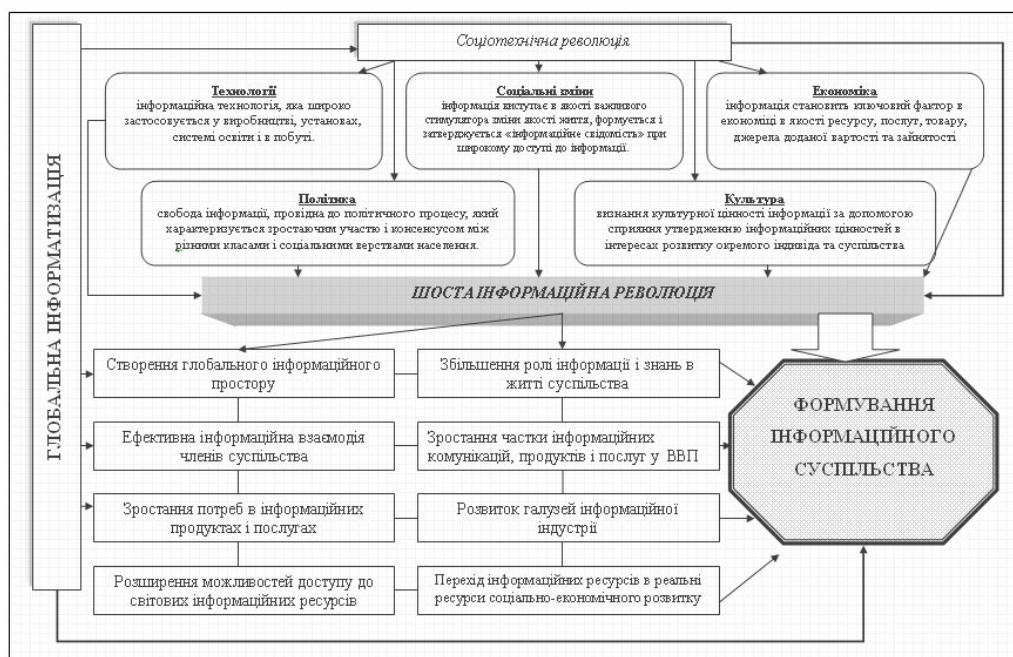 ГЛОБАЛЬНА ІНФОРМАТИЗАЦІЯ
Соціотехнічна революція
Технології
інформаційна технологія, яка широко
застосовується у виробництві, установах,
системі освіти і в побуті.
Соціальні зміни
інформація виступає в якості важливого
стимулятора зміни якості життя, формується і
затверджується «інформаційне свідомість» при
широкому доступі до інформації.
Економіка
інформація становить ключовий фактор в
економіці в якості ресурсу, послуг, товару,
джерела доданої вартості та зайнятості
Політика
свобода інформації, провідна до політичного процесу, який
характеризується зростаючим участю і консенсусом між
різними класами і соціальними верствами населення.
Культура
визнання культурної цінності інформації за допомогою
сприяння утвердженню інформаційних цінностей в
інтересах розвитку окремого індивіда та суспільства
ШОСТА ІНФОРМАЦІЙНА РЕВОЛЮЦІЯ
Створення глобального інформаційного
простору
Збільшення ролі інформації і знань в
житті суспільства
Ефективна інформаційна взаємодія
членів суспільства
Зростання частки інформаційних
комунікацій, продуктів і послуг у ВВП
Зростання потреб в інформаційних
продуктах і послугах
Розвиток галузей інформаційної
індустрії
Розширення можливостей доступу до
світових інформаційних ресурсів
Перехід інформаційних ресурсів в реальні
ресурси соціально-економічного розвитку
ФОРМУВАННЯ
ІНФОРМАЦІЙНОГО
СУСПІЛЬСТВА